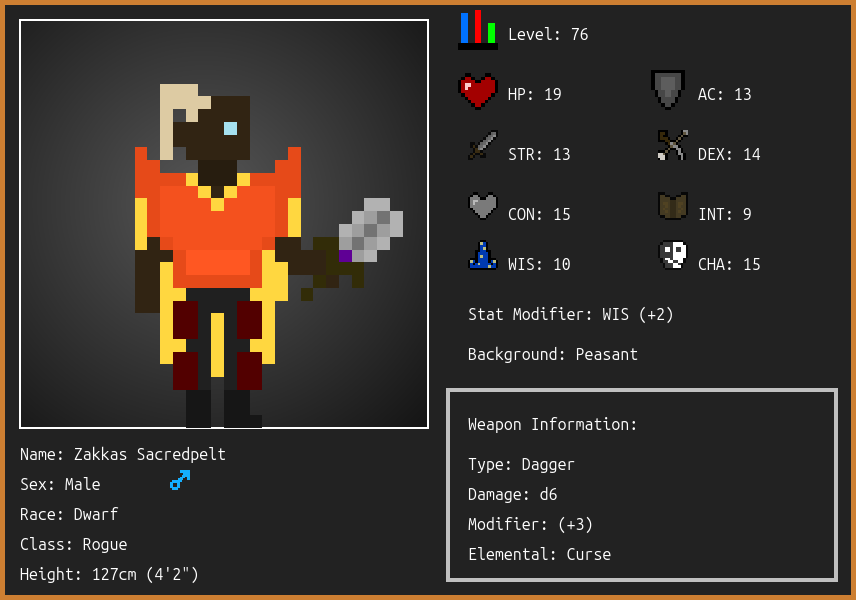 Level: 76
HP: 19
AC: 13
STR: 13
DEX: 14
CON: 15
INT: 9
WIS: 10
CHA: 15
Stat Modifier: WIS (+2)
Background: Peasant
Weapon Information:
Type: Dagger
Damage: d6
Modifier: (+3)
Elemental: Curse
Name: Zakkas Sacredpelt
Sex: Male
Race: Dwarf
Class: Rogue
Height: 127cm (4'2")